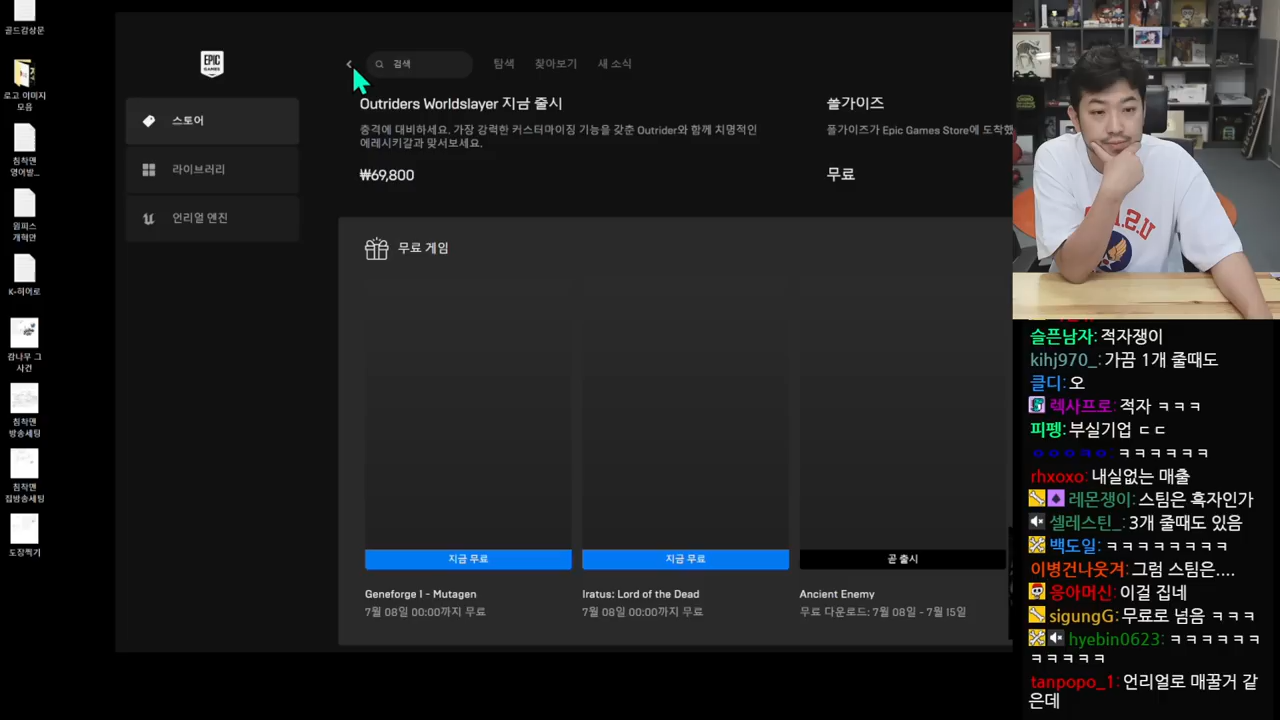 골드감상문
로고 이미지
모음
침착맨
영어발...
원피스
개혁안
K-히어로
감나무 그
사건
침착맨
방송세팅
침착맨
집방송세팅
도장찍기
EPIC
GAMES
스토어
라이브러리
언리얼 엔진
검색
탐색
찾아보기
새 소식
Outriders Worldslayer 지금 출시
종격에 대비하세요. 가장 강력한 커스터마이징 기능을 갖춘 Outrider와 함께 치명적인
에레시키갈과 맞서보세요.
₩69,800
폴가이즈
폴가이즈가 Epic Games Store에 도착했
무료
무료 게임
지금 무료
지금 무료
곧 출시
Geneforge I - Mutagen
7월 08일 00:00까지 무료
Iratus: Lord of the Dead
7월 08일 00:00까지 무료
Ancient Enemy
무료 다운로드: 7월 08일 - 7월 15일
슬픈남자: 적자쟁이
kihj970_: 가끔 1개 줄때도
클디: 오
렉사프로: 적자 ㅋㅋㅋ
피펭: 부실기업 ㄷㄷ
ㅋㅋㅋㅋㅋㅋ
rhxoxo: 내실없는 매출
레몬쟁이: 스팀은 흑자인가
셀레스틴_: 3개 줄때도 있음
백도일: ㅋㅋㅋㅋㅋㅋㅋㅋ
이병건나웃겨: 그럼 스팀은....
응아머신: 이걸 집네
sigungG: 무료로 넘음 ㅋㅋㅋ
hyebin0623: ㅋㅋㅋㅋㅋㅋ
ㅋㅋㅋㅋㅋ
tanpopo_1: 언리얼로 매꿀거 같
은데